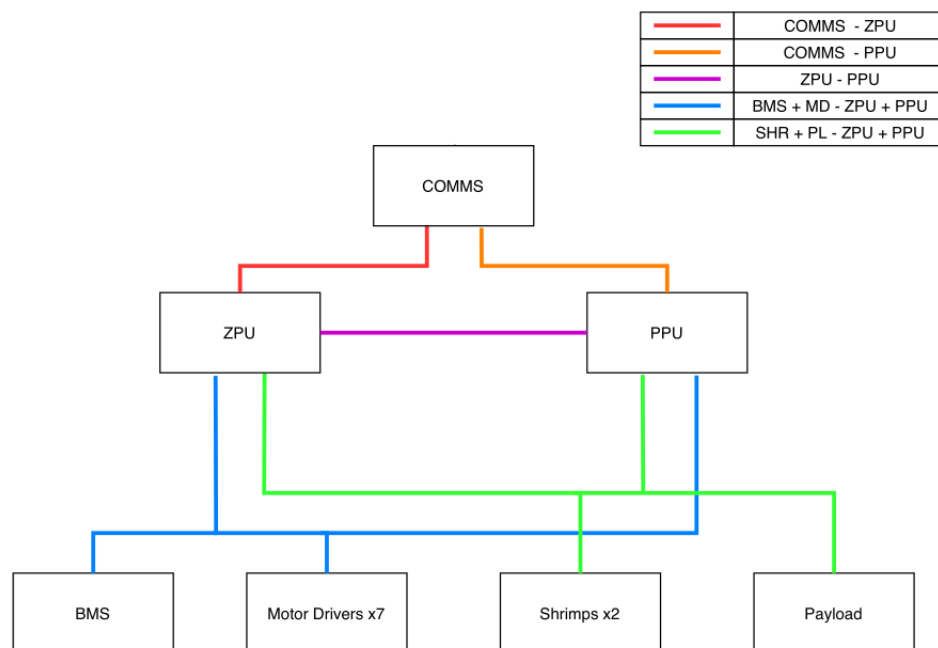 COMMS - ZPU
COMMS - PPU
ZPU - PPU
BMS + MD - ZPU + PPU
SHR + PL - ZPU + PPU
COMMS
ZPU
PPU
BMS
Motor Drivers x7
Shrimps x2
Payload